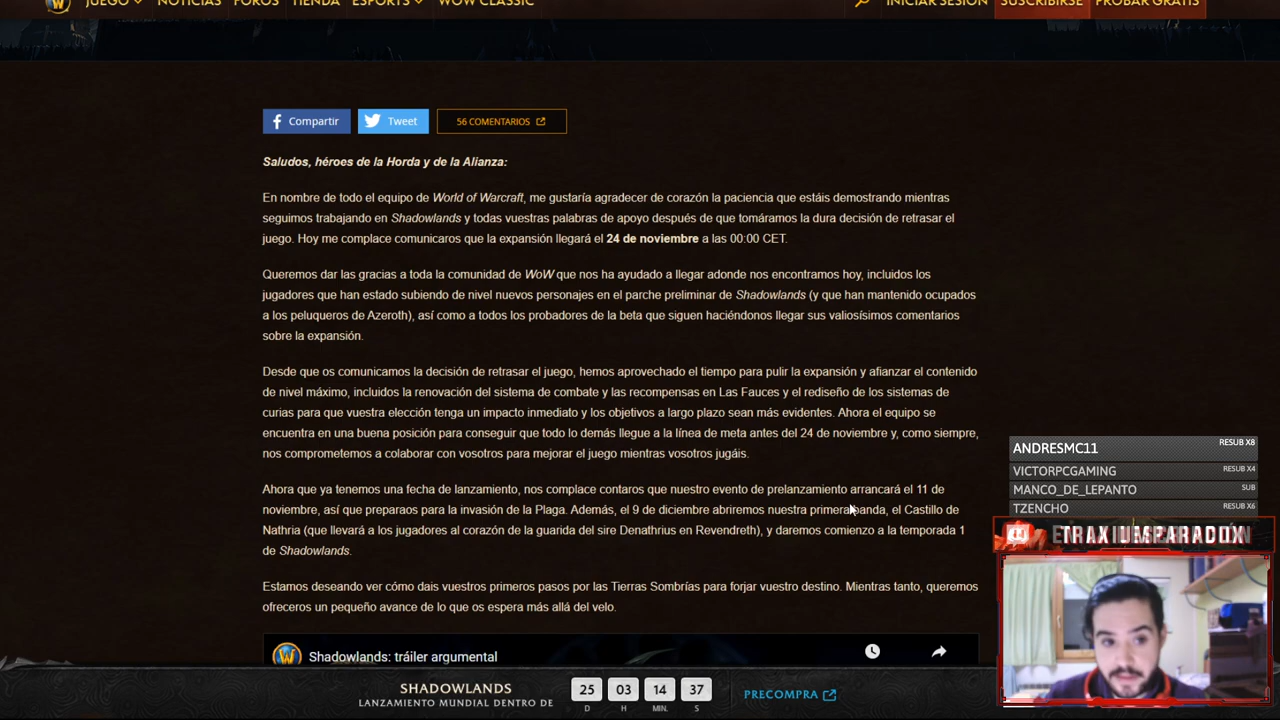 JUEGO NOTICIAS FOROS TIENDA ESPORTS WOW CLASSIC INICIAR SESIÓN SUSCRIBIRSE PROBAR GRATIS
Compartir Tweet 56 COMENTARIOS
Saludos, héroes de la Horda y de la Alianza:
En nombre de todo el equipo de World of Warcraft, me gustaría agradecer de corazón la paciencia que estáis demostrando mientras
seguimos trabajando en Shadowlands y todas vuestras palabras de apoyo después de que tomáramos la dura decisión de retrasar el
juego. Hoy me complace comunicaros que la expansión llegará el 24 de noviembre a las 00:00 CET.
Queremos dar las gracias a toda la comunidad de WoW que nos ha ayudado a llegar adonde nos encontramos hoy, incluidos los
jugadores que han estado subiendo de nivel nuevos personajes en el parche preliminar de Shadowlands (y que han mantenido ocupados
a los peluqueros de Azeroth), así como a todos los probadores de la beta que siguen haciéndonos llegar sus valiosísimos comentarios
sobre la expansión.
Desde que os comunicamos la decisión de retrasar el juego, hemos aprovechado el tiempo para pulir la expansión y afianzar el contenido
de nivel máximo, incluidos la renovación del sistema de combate y las recompensas en Las Fauces y el rediseño de los sistemas de
curias para que vuestra elección tenga un impacto inmediato y los objetivos a largo plazo sean más evidentes. Ahora el equipo se
encuentra en una buena posición para conseguir que todo lo demás llegue a la línea de meta antes del 24 de noviembre y, como siempre,
nos comprometemos a colaborar con vosotros para mejorar el juego mientras vosotros jugáis.
Ahora que ya tenemos una fecha de lanzamiento, nos complace contaros que nuestro evento de prelanzamiento arrancará el 11 de
noviembre, así que preparaos para la invasión de la Plaga. Además, el 9 de diciembre abriremos nuestra primera banda, el Castillo de
Nathria (que llevará a los jugadores al corazón de la guarida del sire Denathrius en Revendreth), y daremos comienzo a la temporada 1
de Shadowlands.
Estamos deseando ver cómo dais vuestros primeros pasos por las Tierras Sombrías para forjar vuestro destino. Mientras tanto, queremos
ofreceros un pequeño avance de lo que os espera más allá del velo.
Shadowlands: tráiler argumental
SHADOWLANDS
LANZAMIENTO MUNDIAL DENTRO DE
25 03 14 37
D H MIN. S
PRECOMPRA
ANDRESMC11 RESUB X8
VICTORPCGAMING RESUB X4
MANCO_DE_LEPANTO SUB
TZENCHO RESUB X6